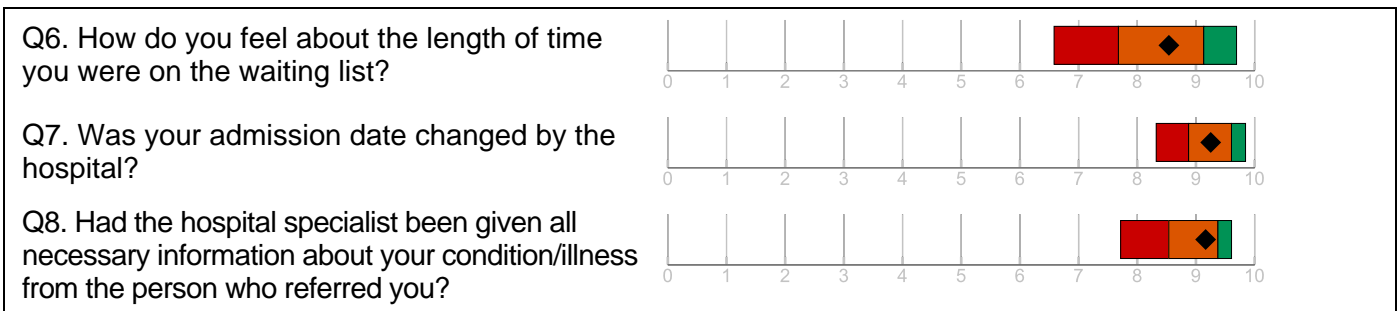 Q6. How do you feel about the length of time
you were on the waiting list?
0 1 2 3 4 5 6 7 8 9 10
Q7. Was your admission date changed by the
hospital?
0 1 2 3 4 5 6 7 8 9 10
Q8. Had the hospital specialist been given all
necessary information about your condition/illness
from the person who referred you?
0 1 2 3 4 5 6 7 8 9 10